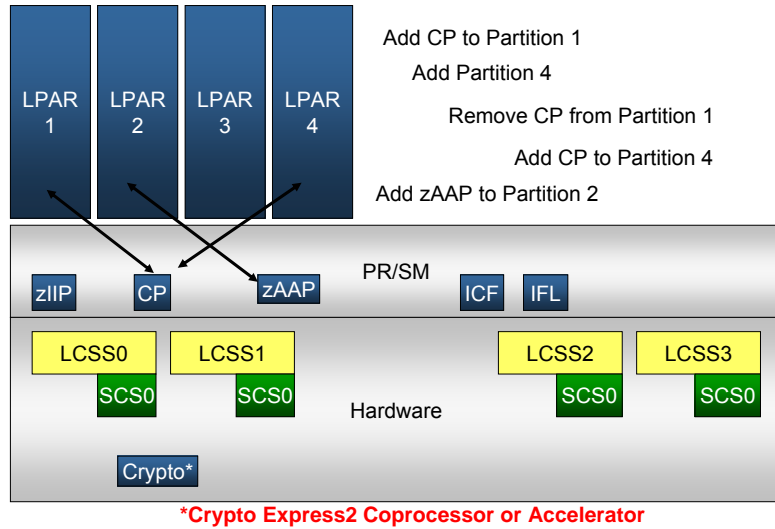 LPAR
1
LPAR
2
LPAR
3
LPAR
4
Add CP to Partition 1
Add Partition 4
Remove CP from Partition 1
Add CP to Partition 4
Add zAAP to Partition 2
PR/SM
zIIP
CP
zAAP
ICF
IFL
LCSS0
LCSS1
LCSS2
LCSS3
SCS0
SCS0
SCS0
SCS0
Hardware
Crypto*
*Crypto Express2 Coprocessor or Accelerator